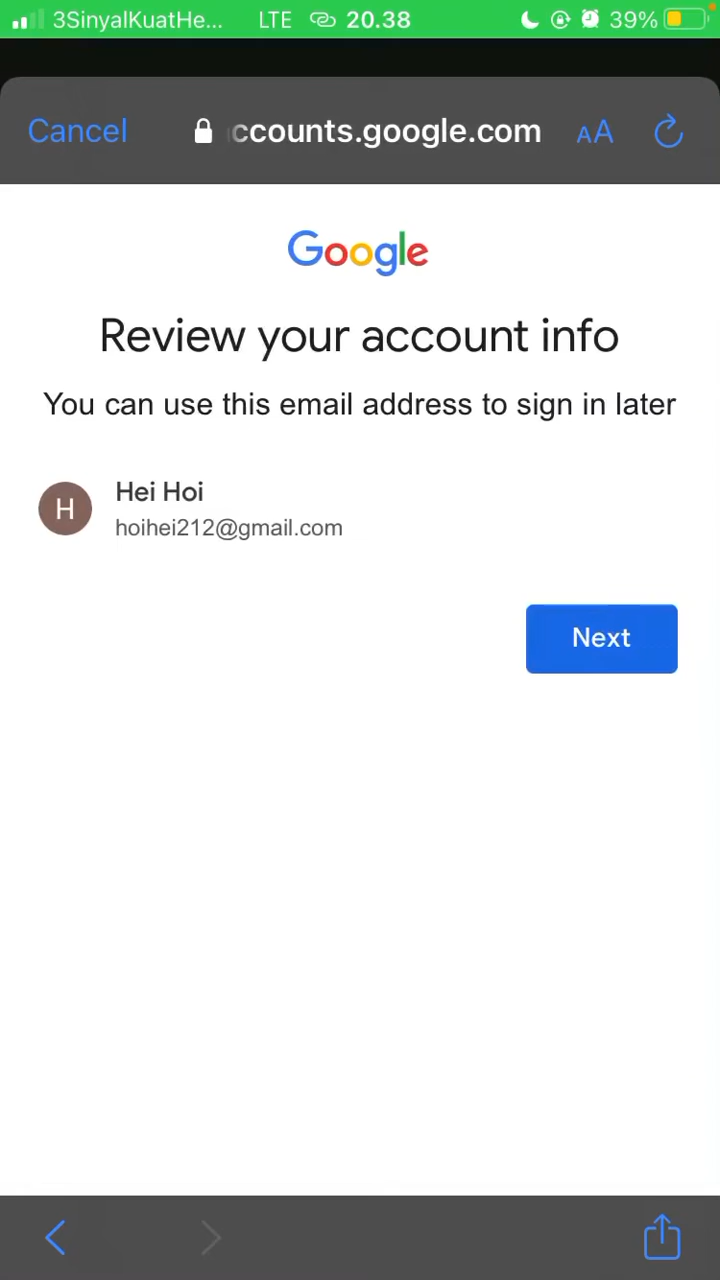 3SinyalKuatHe... LTE 20.38 39%
Cancel ccounts.google.com AA
Google
Review your account info
You can use this email address to sign in later
H
Hei Hoi
hoihei212@gmail.com
Next